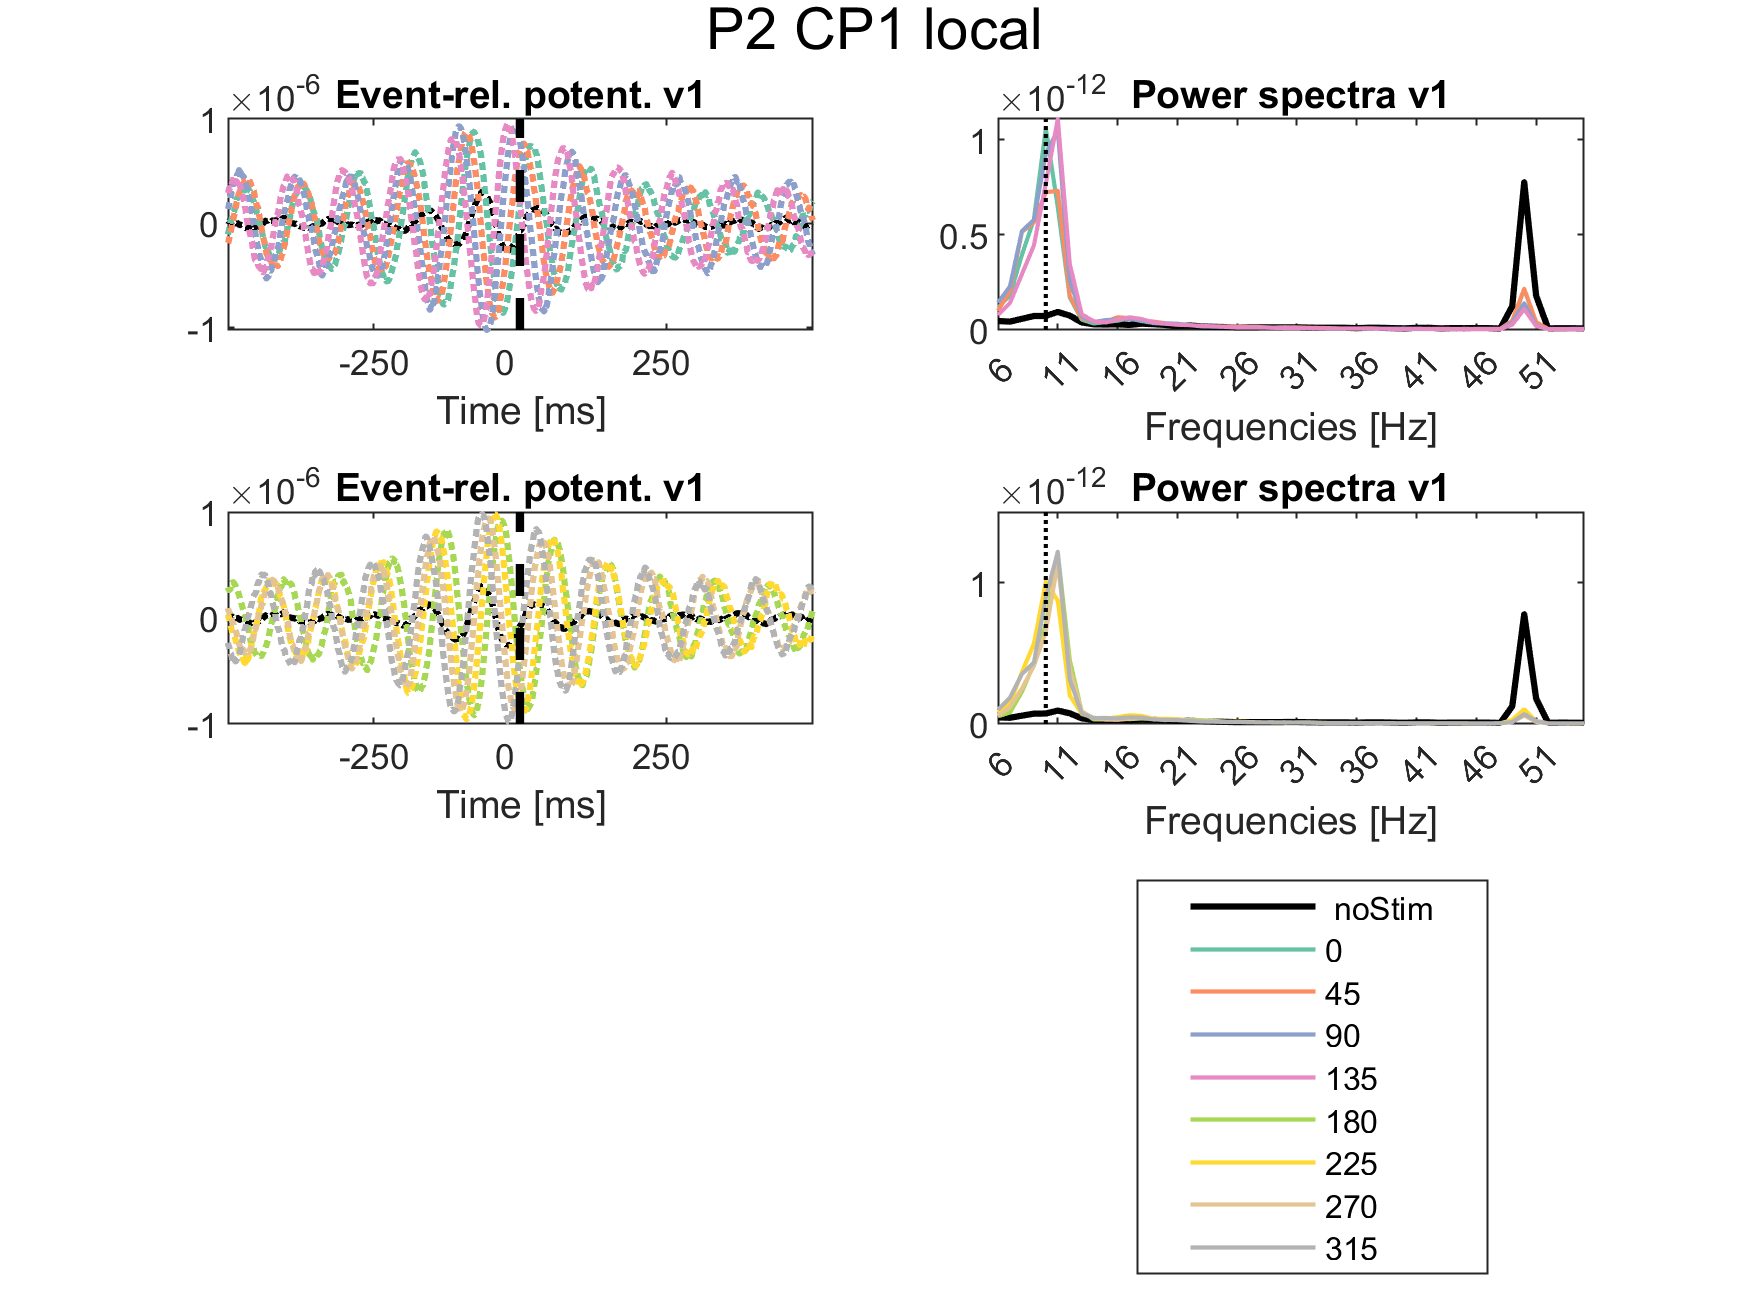 P2 CP1 local
×10-6 Event-rel. potent. v1
1
0
-1
-250 0 250
Time [ms]
×10-12 Power spectra v1
1
0.5
0
6 11 16 21 26 31 36 41 46 51
Frequencies [Hz]
×10-6 Event-rel. potent. v1
1
0
-1
-250 0 250
Time [ms]
×10-12 Power spectra v1
1
0
6 11 16 21 26 31 36 41 46 51
Frequencies [Hz]
noStim
0
45
90
135
180
225
270
315